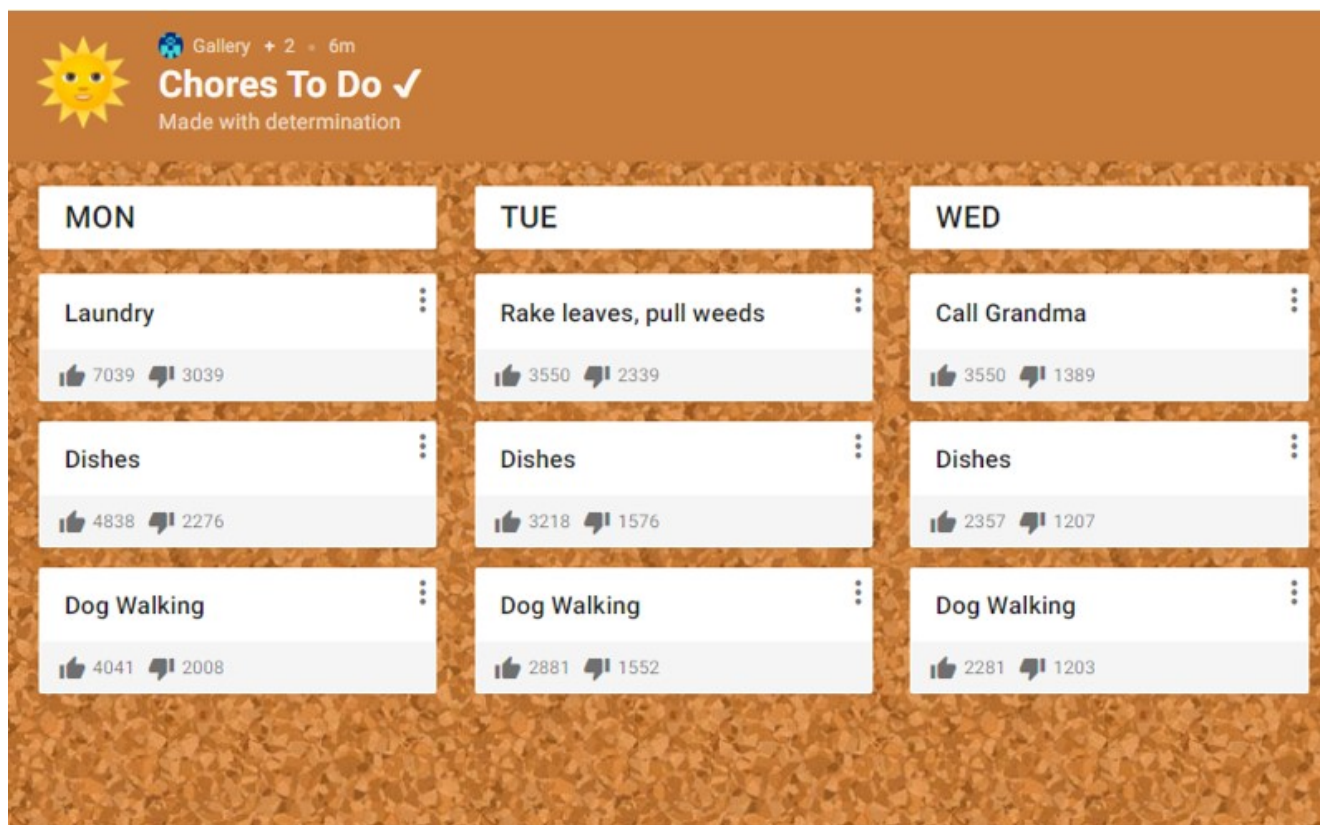 Gallery + 2 • 6m
Chores To Do ✓
Made with determination
MON
TUE
WED
Laundry
7039 3039
Rake leaves, pull weeds
3550 2339
Call Grandma
3550 1389
Dishes
4838 2276
Dishes
3218 1576
Dishes
2357 1207
Dog Walking
4041 2008
Dog Walking
2881 1552
Dog Walking
2281 1203